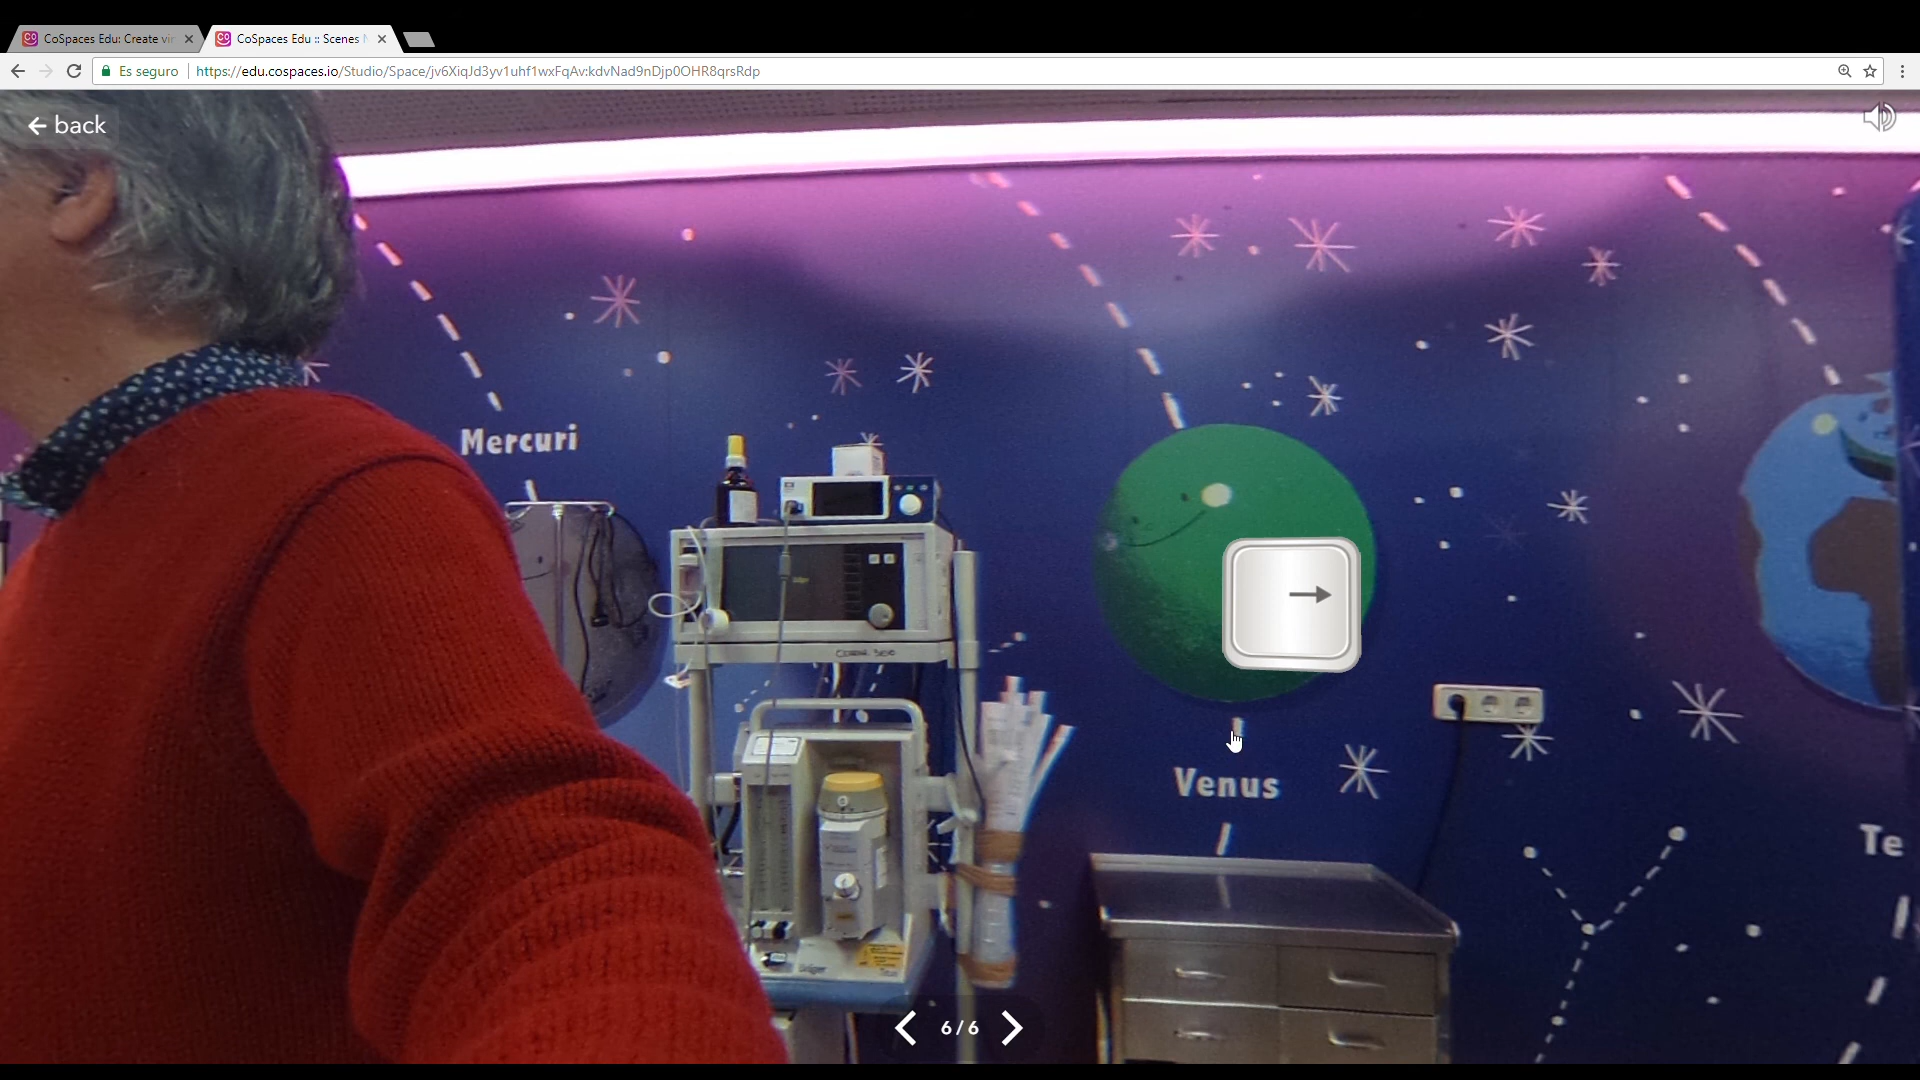 CoSpaces Edu: Create vir
CoSpaces Edu :: Scenes
Es seguro
https://edu.cospaces.io/Studio/Space/jv6XiqJd3yv1uhf1wxFqAv:kdvNad9nDjp0OHR8qrsRdp
back
Mercuri
Venus
Te
Dräger
6/6